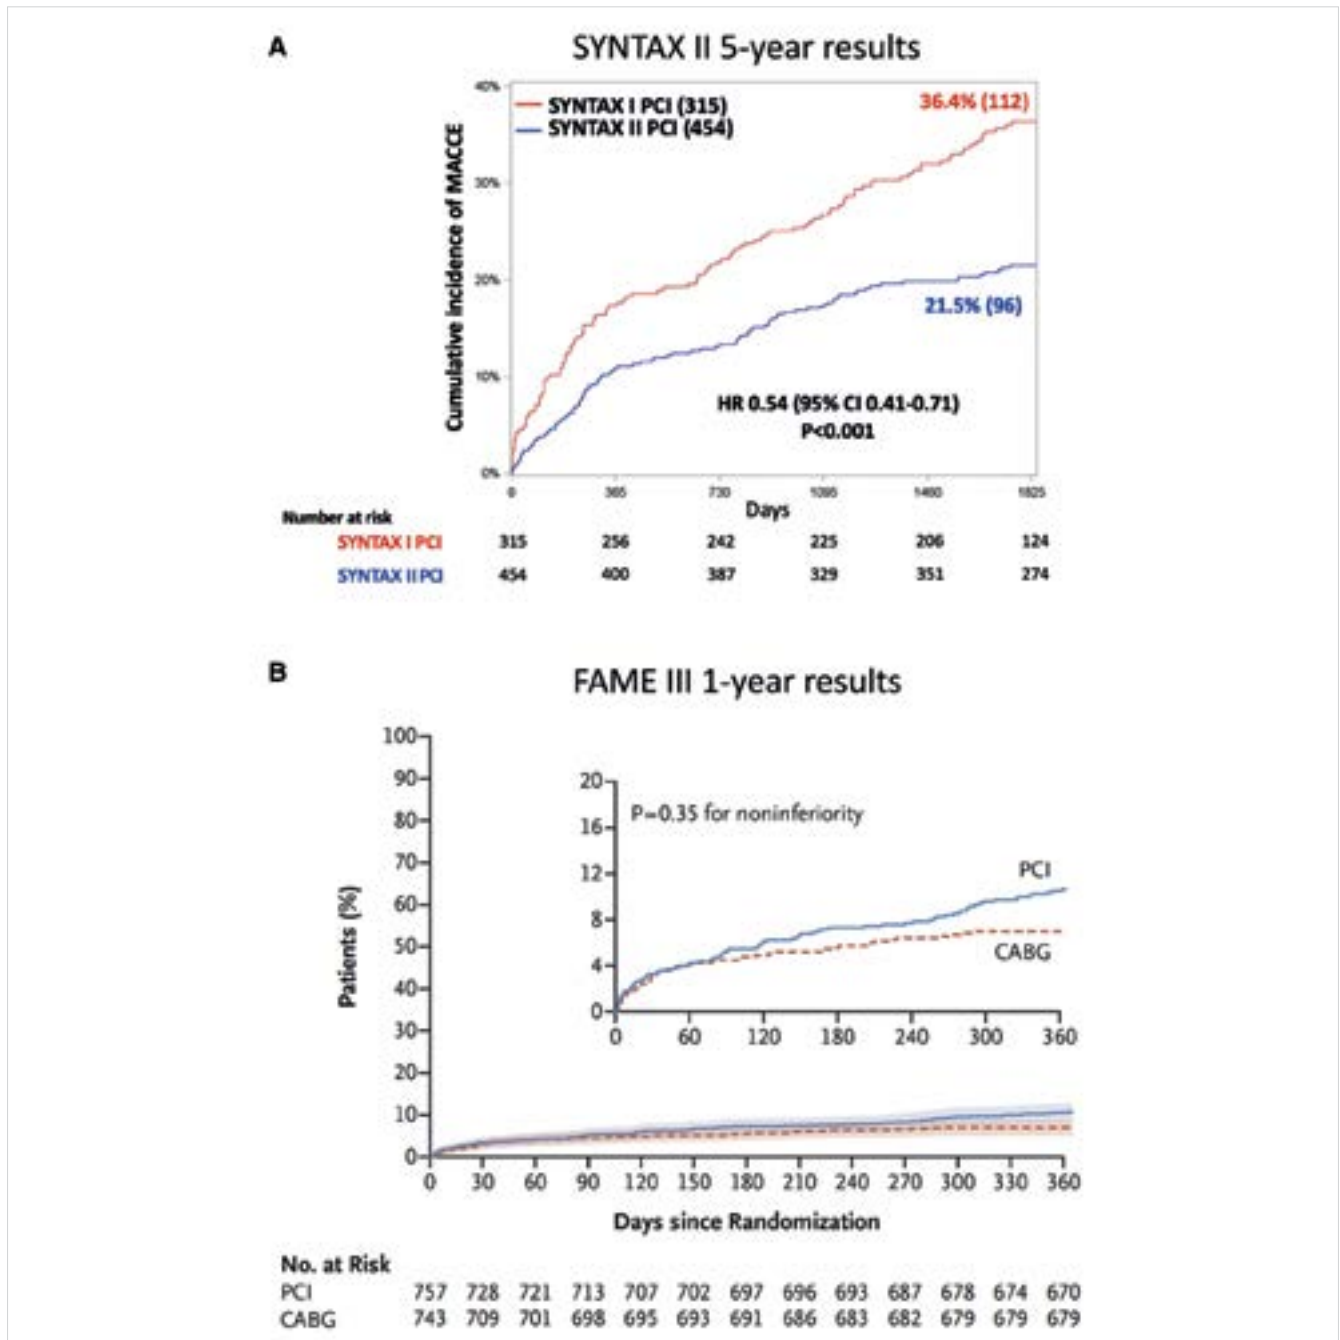 A
SYNTAX II 5-year results
40%
30%
20%
10%
0%
Cumulative incidence of MACCE
SYNTAX I PCI (315)
SYNTAX II PCI (454)
36.4% (112)
21.5% (96)
HR 0.54 (95% CI 0.41-0.71)
P<0.001
0 365 730 1095 1460 1825
Days
Number at risk
SYNTAX I PCI 315 256 242 225 206 124
SYNTAX II PCI 454 400 387 329 351 274
B
FAME III 1-year results
100
90
80
70
60
50
40
30
20
10
0
Patients (%)
20
16
12
8
4
0
P=0.35 for noninferiority
PCI
CABG
0 60 120 180 240 300 360
0 30 60 90 120 150 180 210 240 270 300 330 360
Days since Randomization
No. at Risk
PCI 757 728 721 713 707 702 697 696 693 687 678 674 670
CABG 743 709 701 698 695 693 691 686 683 682 679 679 679